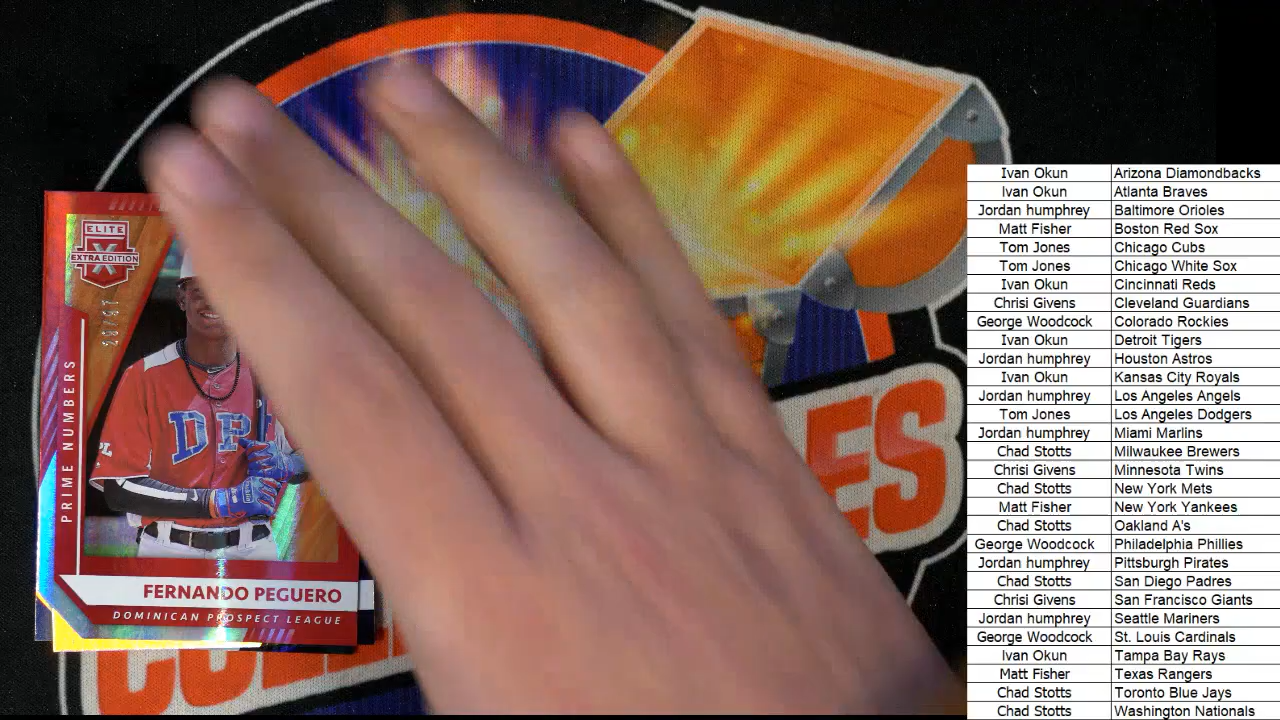 ELITE
X
EXTRA EDITION
PRIME NUMBERS
DP
PL
FERNANDO PEGUERO
DOMINICAN PROSPECT LEAGUE
ES
Ivan Okun Arizona Diamondbacks
Ivan Okun Atlanta Braves
Jordan humphrey Baltimore Orioles
Matt Fisher Boston Red Sox
Tom Jones Chicago Cubs
Tom Jones Chicago White Sox
Ivan Okun Cincinnati Reds
Chrisi Givens Cleveland Guardians
George Woodcock Colorado Rockies
Ivan Okun Detroit Tigers
Jordan humphrey Houston Astros
Ivan Okun Kansas City Royals
Jordan humphrey Los Angeles Angels
Tom Jones Los Angeles Dodgers
Jordan humphrey Miami Marlins
Chad Stotts Milwaukee Brewers
Chrisi Givens Minnesota Twins
Chad Stotts New York Mets
Matt Fisher New York Yankees
Chad Stotts Oakland A's
George Woodcock Philadelphia Phillies
Jordan humphrey Pittsburgh Pirates
Chad Stotts San Diego Padres
Chrisi Givens San Francisco Giants
Jordan humphrey Seattle Mariners
George Woodcock St. Louis Cardinals
Ivan Okun Tampa Bay Rays
Matt Fisher Texas Rangers
Chad Stotts Toronto Blue Jays
Chad Stotts Washington Nationals